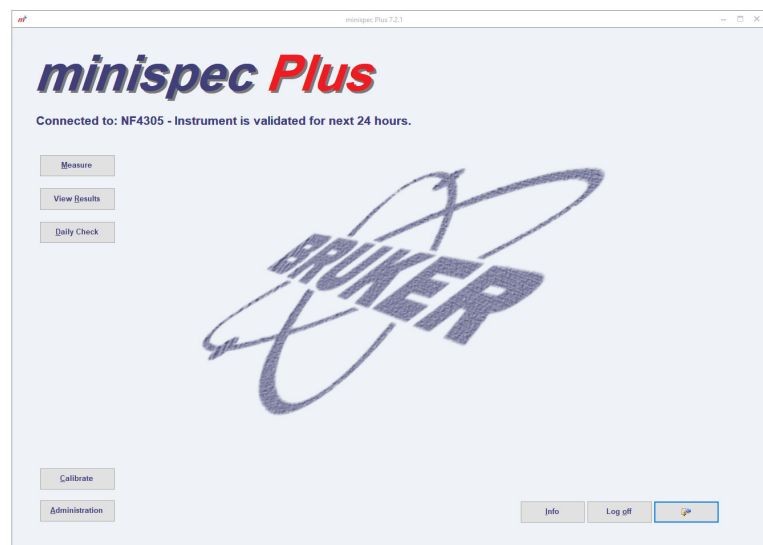 minispec Plus 7.2.1
minispec Plus
Connected to: NF4305 - Instrument is validated for next 24 hours.
Measure
View Results
Daily Check
BRUKER
Calibrate
Administration
Info
Log off